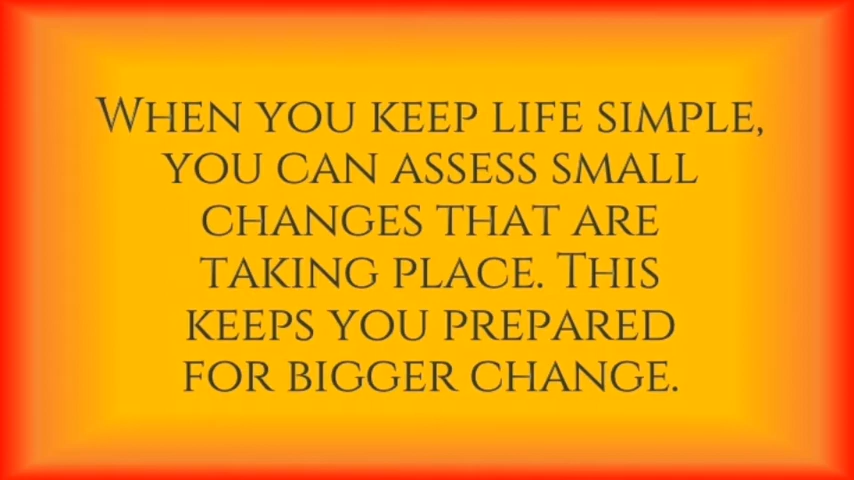 When you keep life simple,
you can assess small
changes that are
taking place. This
keeps you prepared
for bigger change.